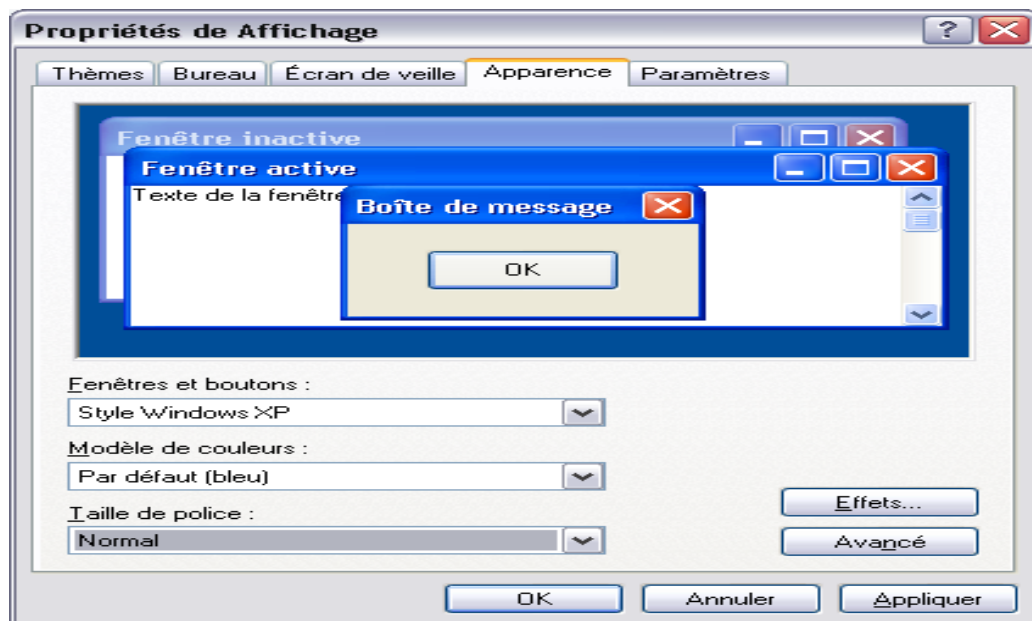 Propriétés de Affichage
Thèmes Bureau Écran de veille Apparence Paramètres
Fenêtre inactive
Fenêtre active
Texte de la fenêtre
Boîte de message
OK
Fenêtres et boutons :
Style Windows XP
Modèle de couleurs :
Par défaut (bleu)
Taille de police :
Normal
Effets...
Avancé
OK Annuler Appliquer